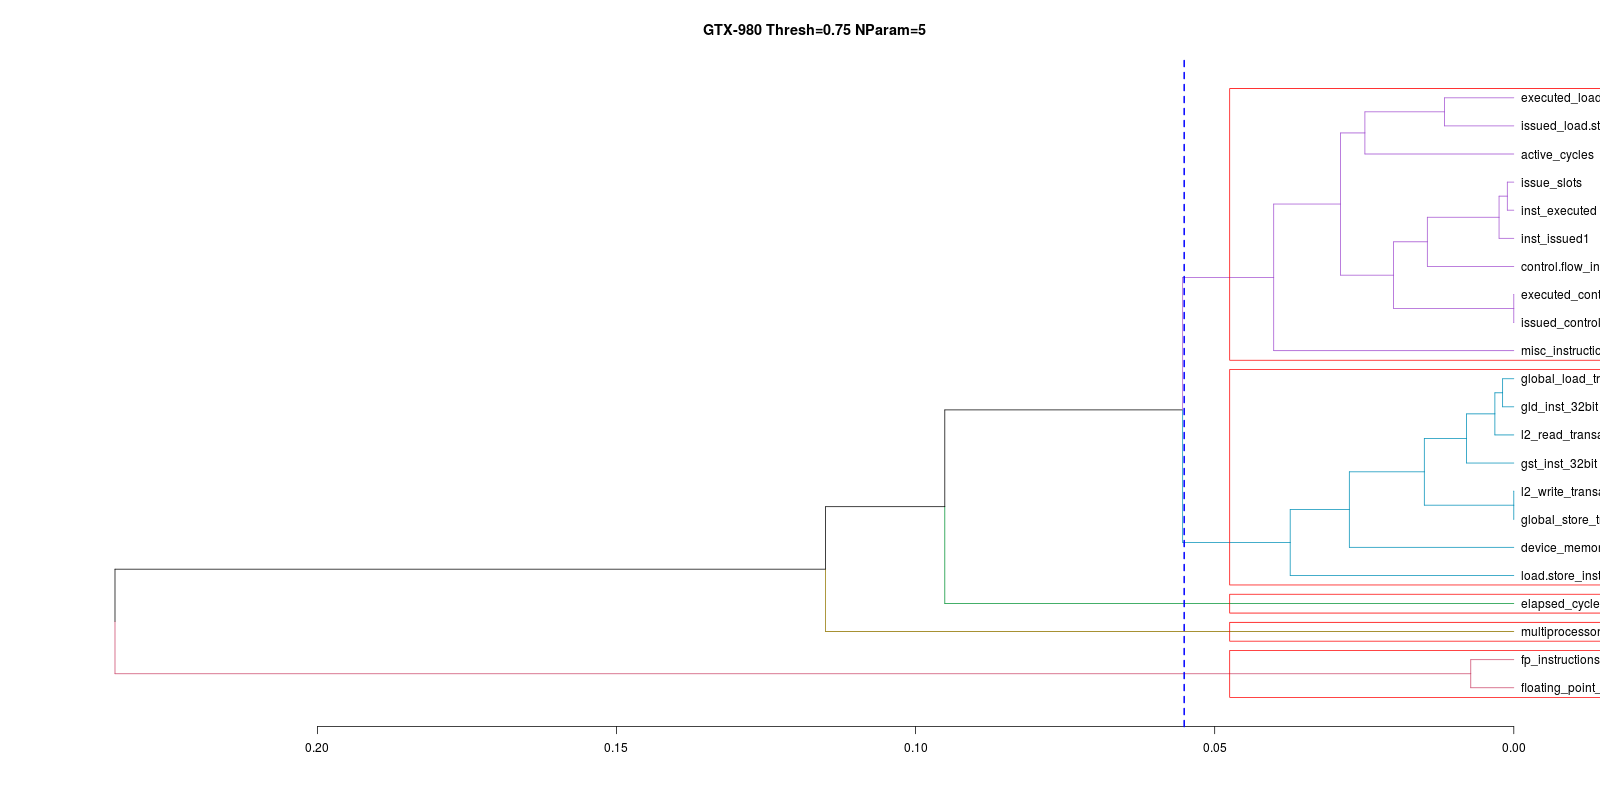 GTX-980 Thresh=0.75 NParam=5
executed_load
issued_load.st
active_cycles
issue_slots
inst_executed
inst_issued1
control.flow_in
executed_cont
issued_control
misc_instructio
global_load_tr
gld_inst_32bit
l2_read_transa
gst_inst_32bit
l2_write_transa
global_store_t
device_memor
load.store_inst
elapsed_cycle
multiprocessor
fp_instructions
floating_point_
0.20 0.15 0.10 0.05 0.00